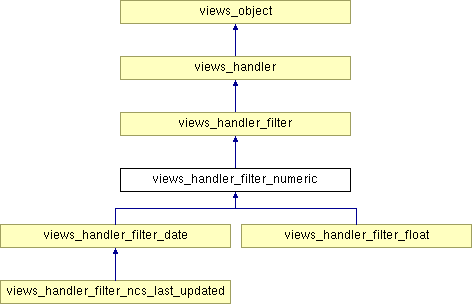 views_object
views_handler
views_handler_filter
views_handler_filter_numeric
views_handler_filter_date
views_handler_filter_float
views_handler_filter_ncs_last_updated